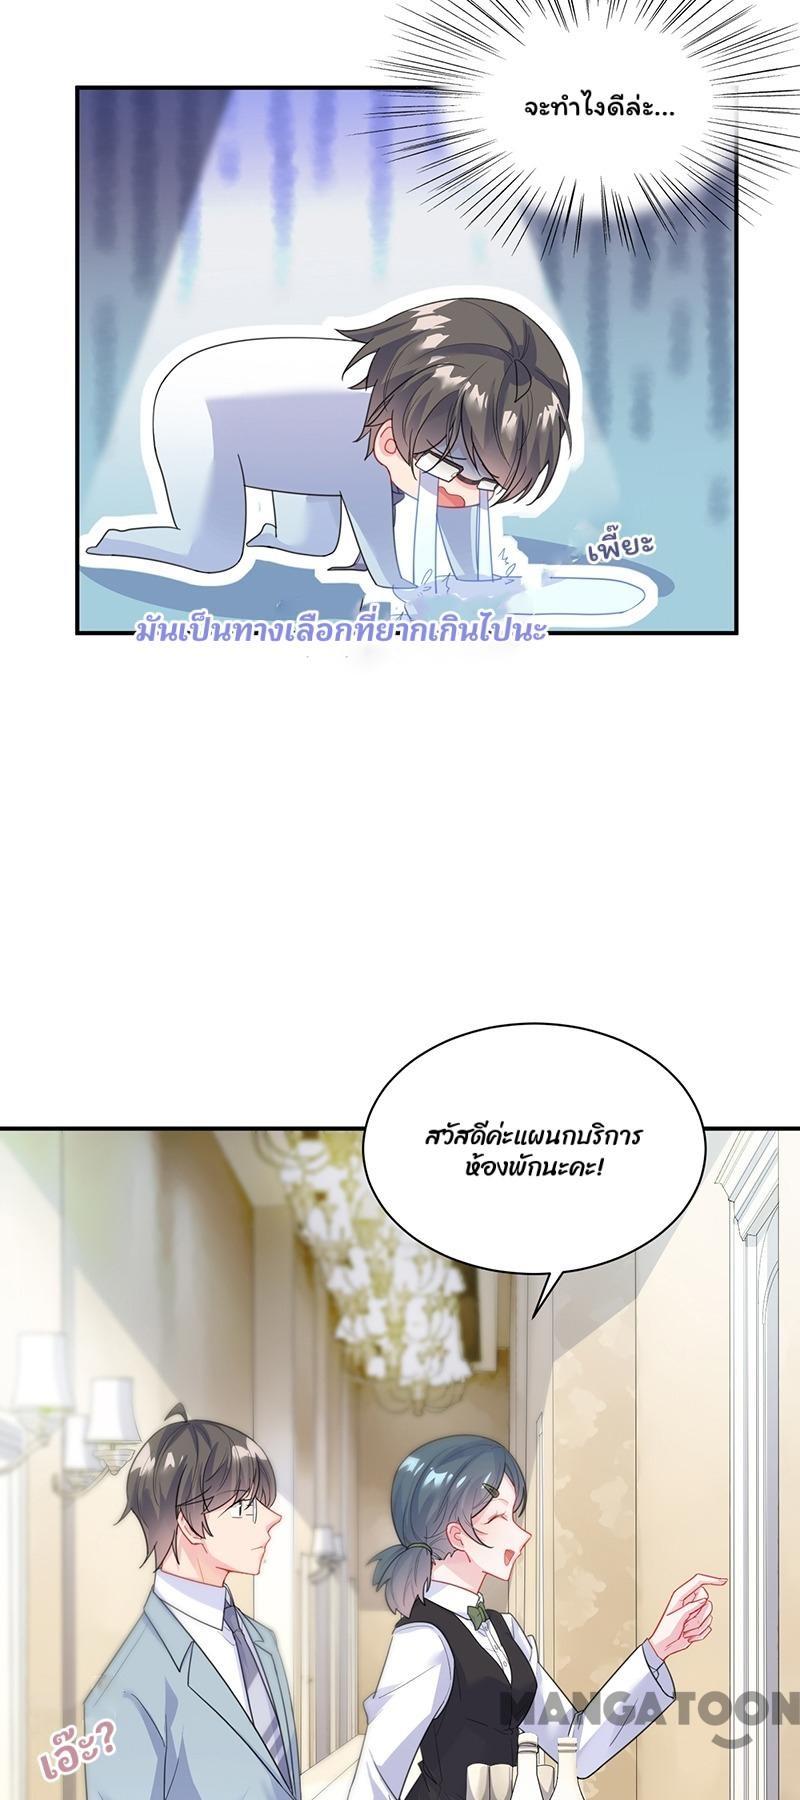 จะทำไงดีล่ะ...
เพี๊ยะ
มันเป็นทางเลือกที่ยากเกินไปนะ
สวัสดีค่ะแผนกบริการ
ห้องพักนะคะ!
เอ๊ะ?
MANGATOON